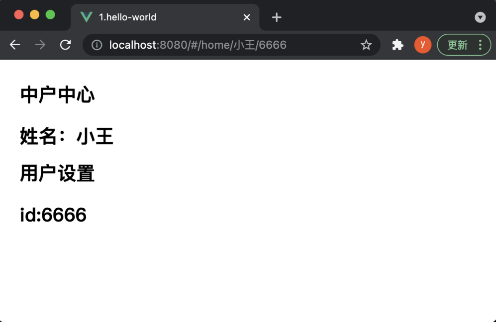 1.hello-world
localhost:8080/#/home/小王/6666
y
更新
中户中心
姓名：小王
用户设置
id:6666